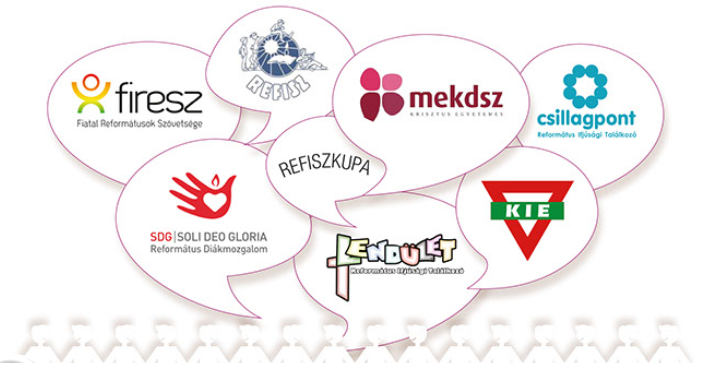 firesz
Fiatal Reformátusok Szövetsége
REFISZ
mekdsz
KRISZTUS EGYETEMES
csillagpont
Református Ifjúsági Találkozó
REFISZKUPA
SDG|SOLI DEO GLORIA
Református Diákmozgalom
LENDÜLET
Református Ifjúsági Találkozó
KIE